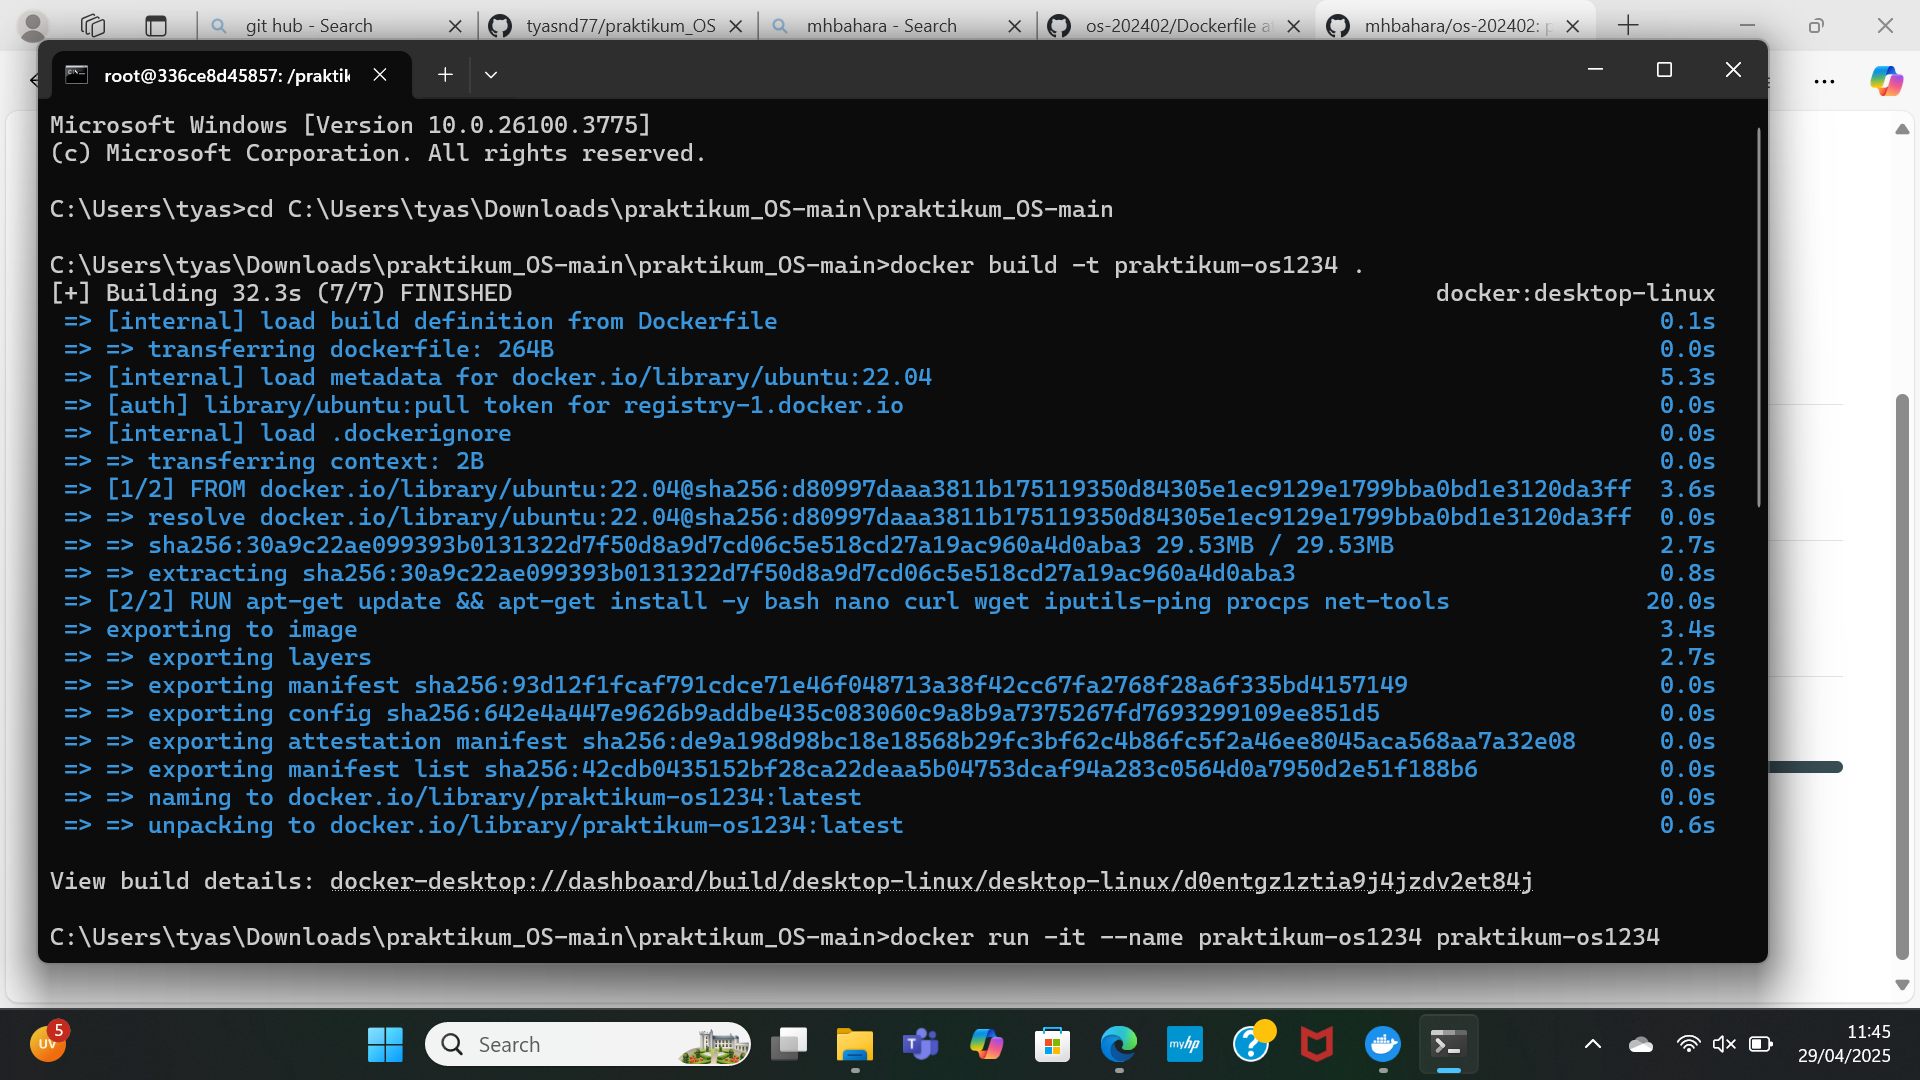 git hub - Search
tyasnd77/praktikum_OS
mhbahara - Search
os-202402/Dockerfile a
mhbahara/os-202402: p
root@336ce8d45857: /praktik
Microsoft Windows [Version 10.0.26100.3775]
(c) Microsoft Corporation. All rights reserved.
C:\Users\tyas>cd C:\Users\tyas\Downloads\praktikum_OS-main\praktikum_OS-main
C:\Users\tyas\Downloads\praktikum_OS-main\praktikum_OS-main>docker build -t praktikum-os1234 .
[+] Building 32.3s (7/7) FINISHED docker:desktop-linux
=> [internal] load build definition from Dockerfile 0.1s
=> => transferring dockerfile: 264B 0.0s
=> [internal] load metadata for docker.io/library/ubuntu:22.04 5.3s
=> [auth] library/ubuntu:pull token for registry-1.docker.io 0.0s
=> [internal] load .dockerignore 0.0s
=> => transferring context: 2B 0.0s
=> [1/2] FROM docker.io/library/ubuntu:22.04@sha256:d80997daaa3811b175119350d84305e1ec9129e1799bba0bd1e3120da3ff 3.6s
=> => resolve docker.io/library/ubuntu:22.04@sha256:d80997daaa3811b175119350d84305e1ec9129e1799bba0bd1e3120da3ff 0.0s
=> => sha256:30a9c22ae099393b0131322d7f50d8a9d7cd06c5e518cd27a19ac960a4d0aba3 29.53MB / 29.53MB 2.7s
=> => extracting sha256:30a9c22ae099393b0131322d7f50d8a9d7cd06c5e518cd27a19ac960a4d0aba3 0.8s
=> [2/2] RUN apt-get update && apt-get install -y bash nano curl wget iputils-ping procps net-tools 20.0s
=> exporting to image 3.4s
=> => exporting layers 2.7s
=> => exporting manifest sha256:93d12f1fcaf791cdce71e46f048713a38f42cc67fa2768f28a6f335bd4157149 0.0s
=> => exporting config sha256:642e4a447e9626b9addbe435c083060c9a8b9a7375267fd7693299109ee851d5 0.0s
=> => exporting attestation manifest sha256:de9a198d98bc18e18568b29fc3bf62c4b86fc5f2a46ee8045aca568aa7a32e08 0.0s
=> => exporting manifest list sha256:42cdb0435152bf28ca22deaa5b04753dcaf94a283c0564d0a7950d2e51f188b6 0.0s
=> => naming to docker.io/library/praktikum-os1234:latest 0.0s
=> => unpacking to docker.io/library/praktikum-os1234:latest 0.6s
View build details: docker-desktop://dashboard/build/desktop-linux/desktop-linux/d0entgz1ztia9j4jzdv2et84j
C:\Users\tyas\Downloads\praktikum_OS-main\praktikum_OS-main>docker run -it --name praktikum-os1234 praktikum-os1234
UV
5
Search
myhp
11:45
29/04/2025